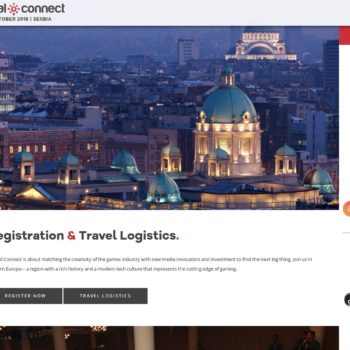 al connect
TOBER 2018 | SERBIA
egistration & Travel Logistics.
al Connect is about matching the creativity of the games industry with new media innovation and investment to find the next big thing. Join us in
rn Europe – a region with a rich history and a modern tech culture that represents the cutting edge of gaming.
REGISTER NOW
TRAVEL LOGISTICS